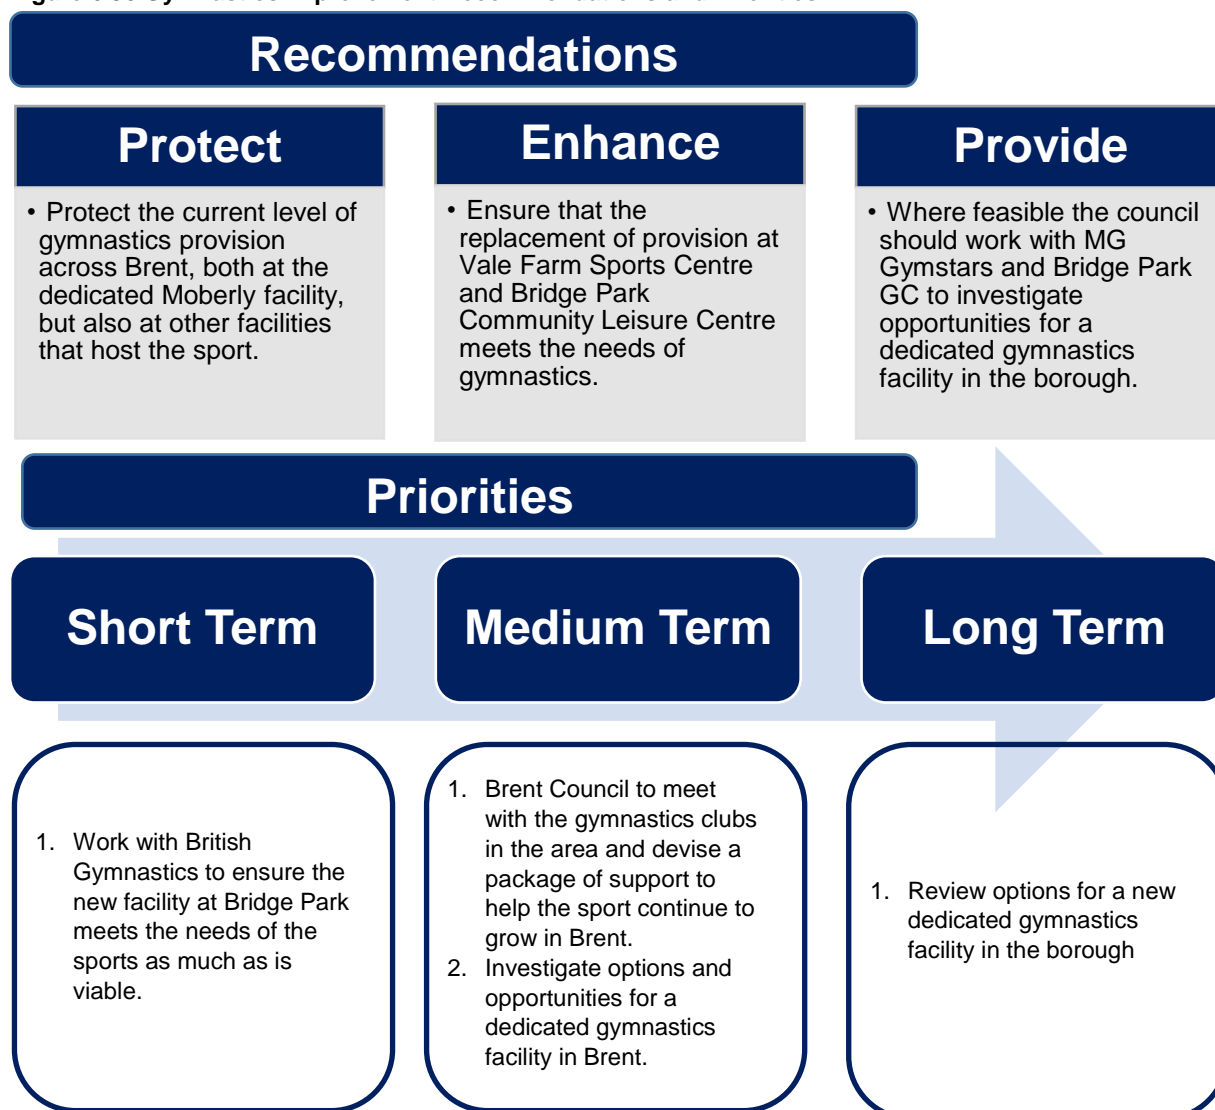 Recommendations
Protect
• Protect the current level of
gymnastics provision
across Brent, both at the
dedicated Moberly facility,
but also at other facilities
that host the sport.
Enhance
• Ensure that the
replacement of provision at
Vale Farm Sports Centre
and Bridge Park
Community Leisure Centre
meets the needs of
gymnastics.
Provide
• Where feasible the council
should work with MG
Gymstars and Bridge Park
GC to investigate
opportunities for a
dedicated gymnastics
facility in the borough.
Priorities
Short Term
Medium Term
Long Term
1. Work with British
Gymnastics to ensure the
new facility at Bridge Park
meets the needs of the
sports as much as is
viable.
1. Brent Council to meet
with the gymnastics clubs
in the area and devise a
package of support to
help the sport continue to
grow in Brent.
2. Investigate options and
opportunities for a
dedicated gymnastics
facility in Brent.
1. Review options for a new
dedicated gymnastics
facility in the borough